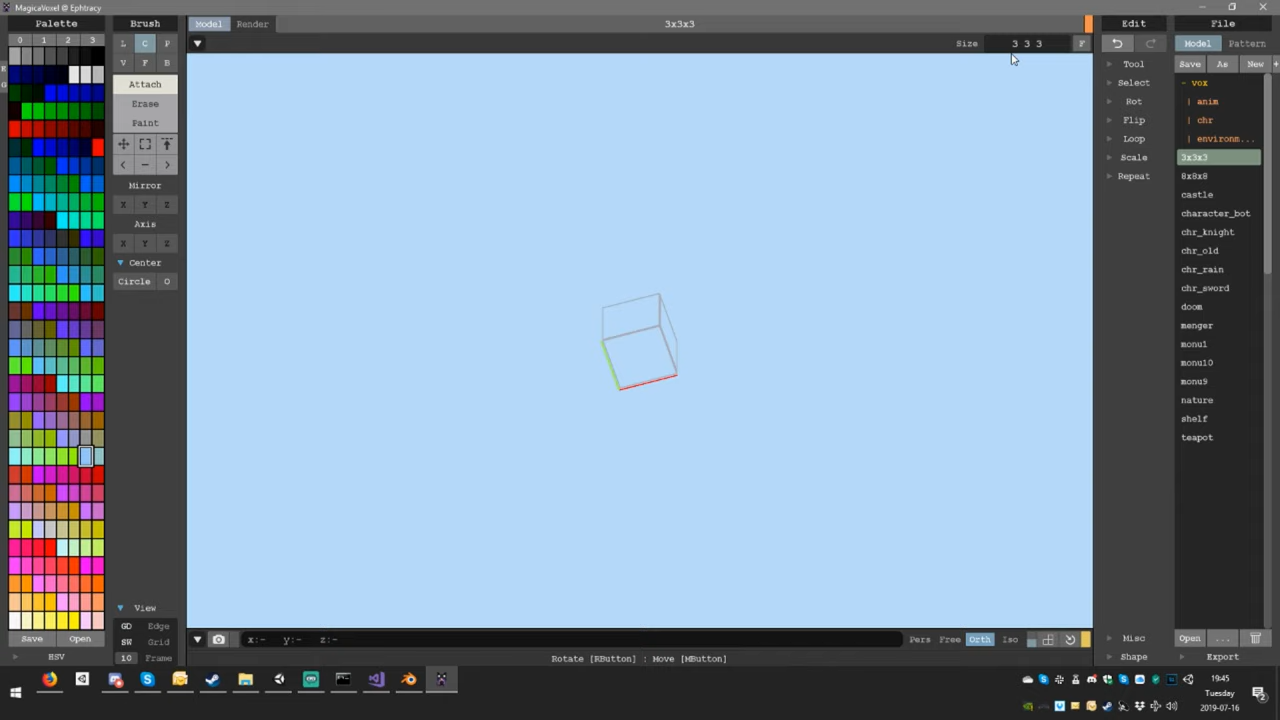 MagicaVoxel @ Ephtracy
Palette
Brush
Model
Render
3x3x3
Edit
File
0 1 2 3
L C P
V F B
Size 3 3 3 F
Model
Pattern
Attach
Erase
Paint
Tool
Select
Rot
Flip
Loop
Scale
Repeat
Save As New +
- vox
| anim
| chr
| environm...
3x3x3
8x8x8
castle
character_bot
chr_knight
chr_old
chr_rain
chr_sword
doom
menger
monu1
monu10
monu9
nature
shelf
teapot
< - >
Mirror
X Y Z
Axis
X Y Z
Center
Circle O
View
GD Edge
SW Grid
10 Frame
Save Open
HSV
x:- y:- z:-
Pers Free Orth Iso
Rotate [RButton] : Move [MButton]
Misc
Shape
Open ...
Export
19:45
Tuesday
2019-07-16